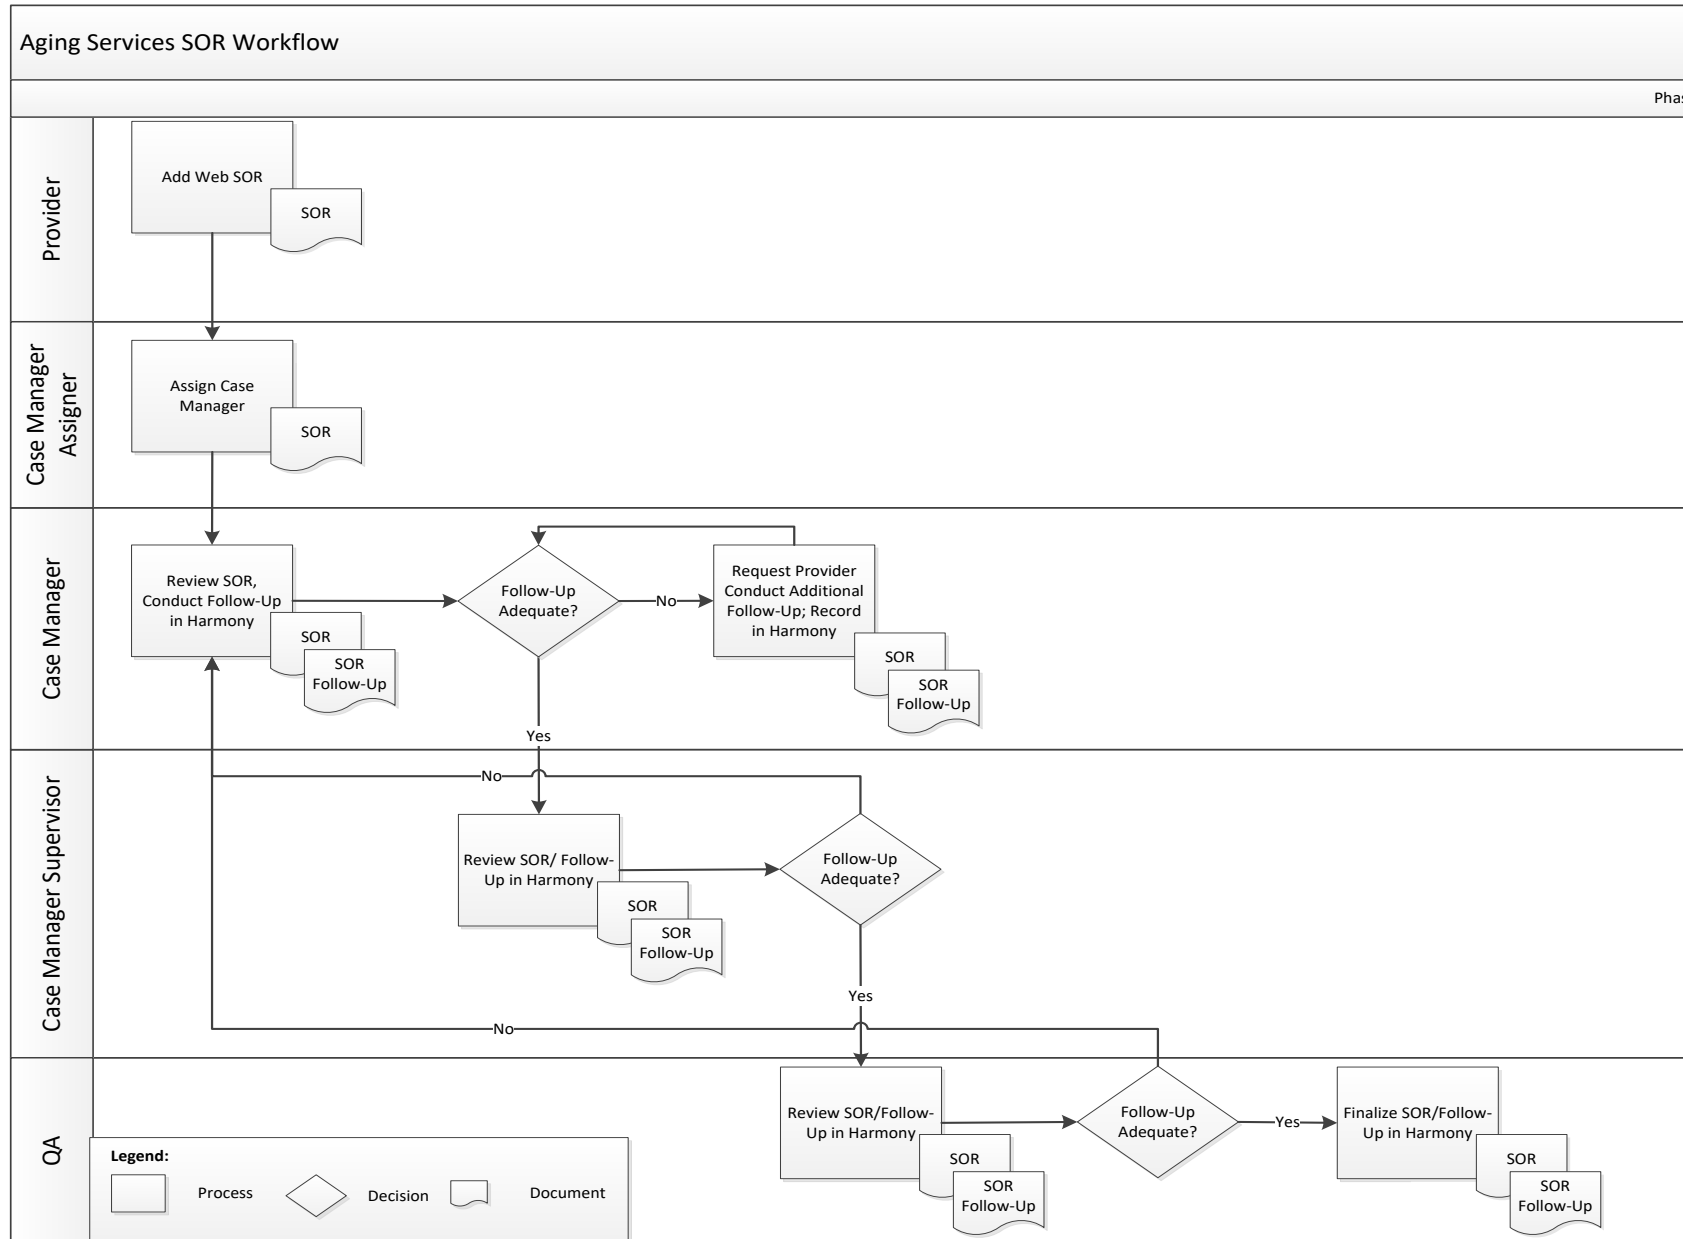 Aging Services SOR Workflow
Phas
Provider
Add Web SOR
SOR
Case Manager
Assigner
Assign Case
Manager
SOR
Case Manager
Review SOR,
Conduct Follow-Up
in Harmony
SOR
SOR
Follow-Up
Follow-Up
Adequate?
No
Request Provider
Conduct Additional
Follow-Up; Record
in Harmony
SOR
SOR
Follow-Up
Yes
Case Manager Supervisor
No
Review SOR/ Follow-
Up in Harmony
SOR
SOR
Follow-Up
Follow-Up
Adequate?
Yes
No
QA
Review SOR/Follow-
Up in Harmony
SOR
SOR
Follow-Up
Follow-Up
Adequate?
Yes
Finalize SOR/Follow-
Up in Harmony
SOR
SOR
Follow-Up
Legend:
Process
Decision
Document